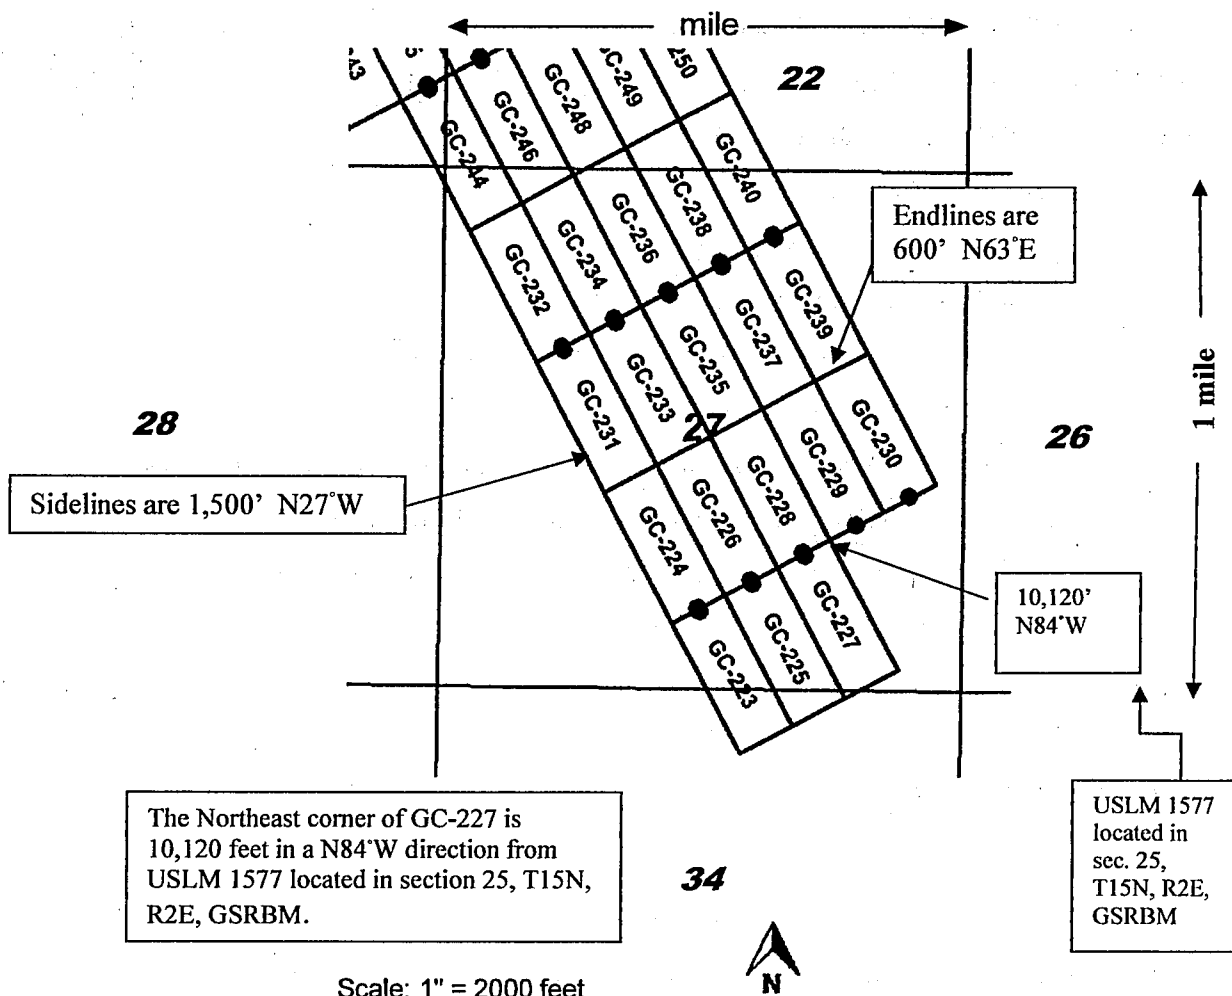 mile
22
GC-248
GC-249
250
GC-246
GC-244
GC-240
GC-238
GC-236
GC-234
GC-232
Endlines are
600' N63°E
GC-239
GC-237
GC-235
GC-233
GC-231
27
28
26
1 mile
Sidelines are 1,500' N27°W
GC-230
GC-229
GC-228
GC-226
GC-224
10,120'
N84°W
GC-227
GC-225
GC-223
The Northeast corner of GC-227 is
10,120 feet in a N84°W direction from
USLM 1577 located in section 25, T15N,
R2E, GSRBM.
34
USLM 1577
located in
sec. 25,
T15N, R2E,
GSRBM
N
Scale: 1" = 2000 feet